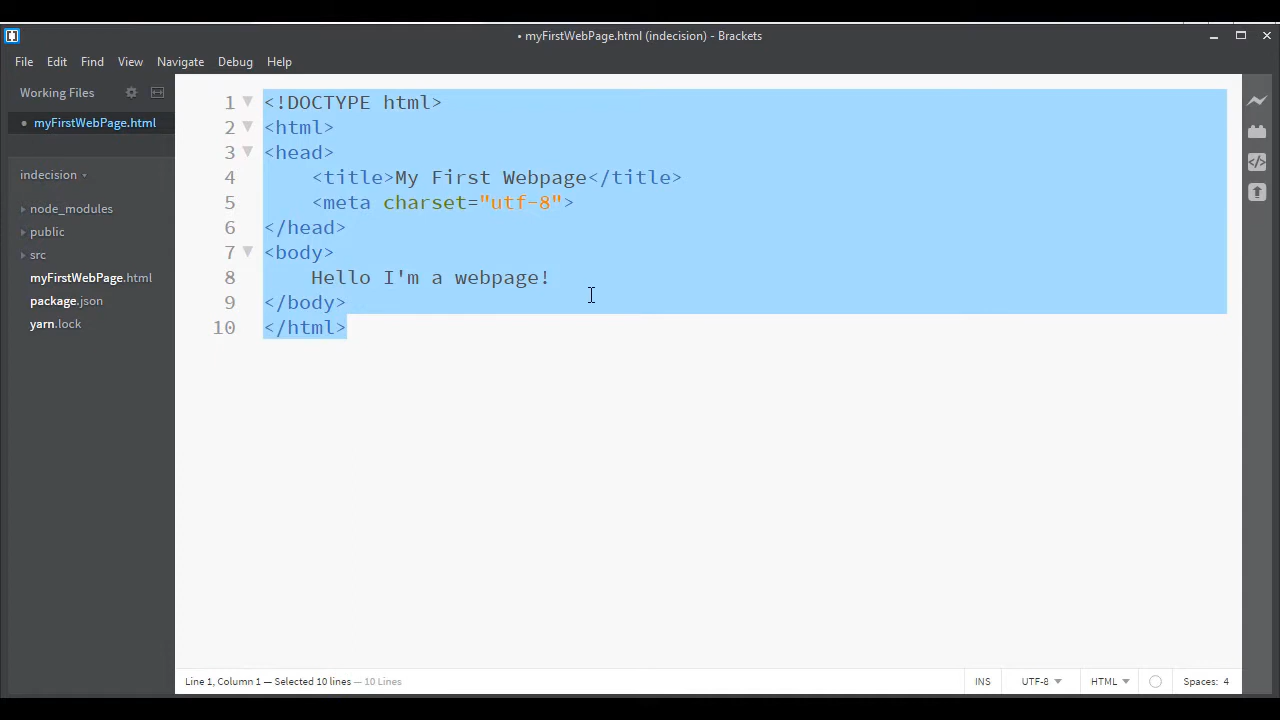 • myFirstWebPage.html (indecision) - Brackets
File Edit Find View Navigate Debug Help
Working Files
• myFirstWebPage.html
indecision
node_modules
public
src
myFirstWebPage.html
package.json
yarn.lock
1 <!DOCTYPE html>
2 <html>
3 <head>
4     <title>My First Webpage</title>
5     <meta charset="utf-8">
6 </head>
7 <body>
8     Hello I'm a webpage!
9 </body>
10 </html>
Line 1, Column 1 — Selected 10 lines — 10 Lines INS UTF-8 HTML Spaces: 4